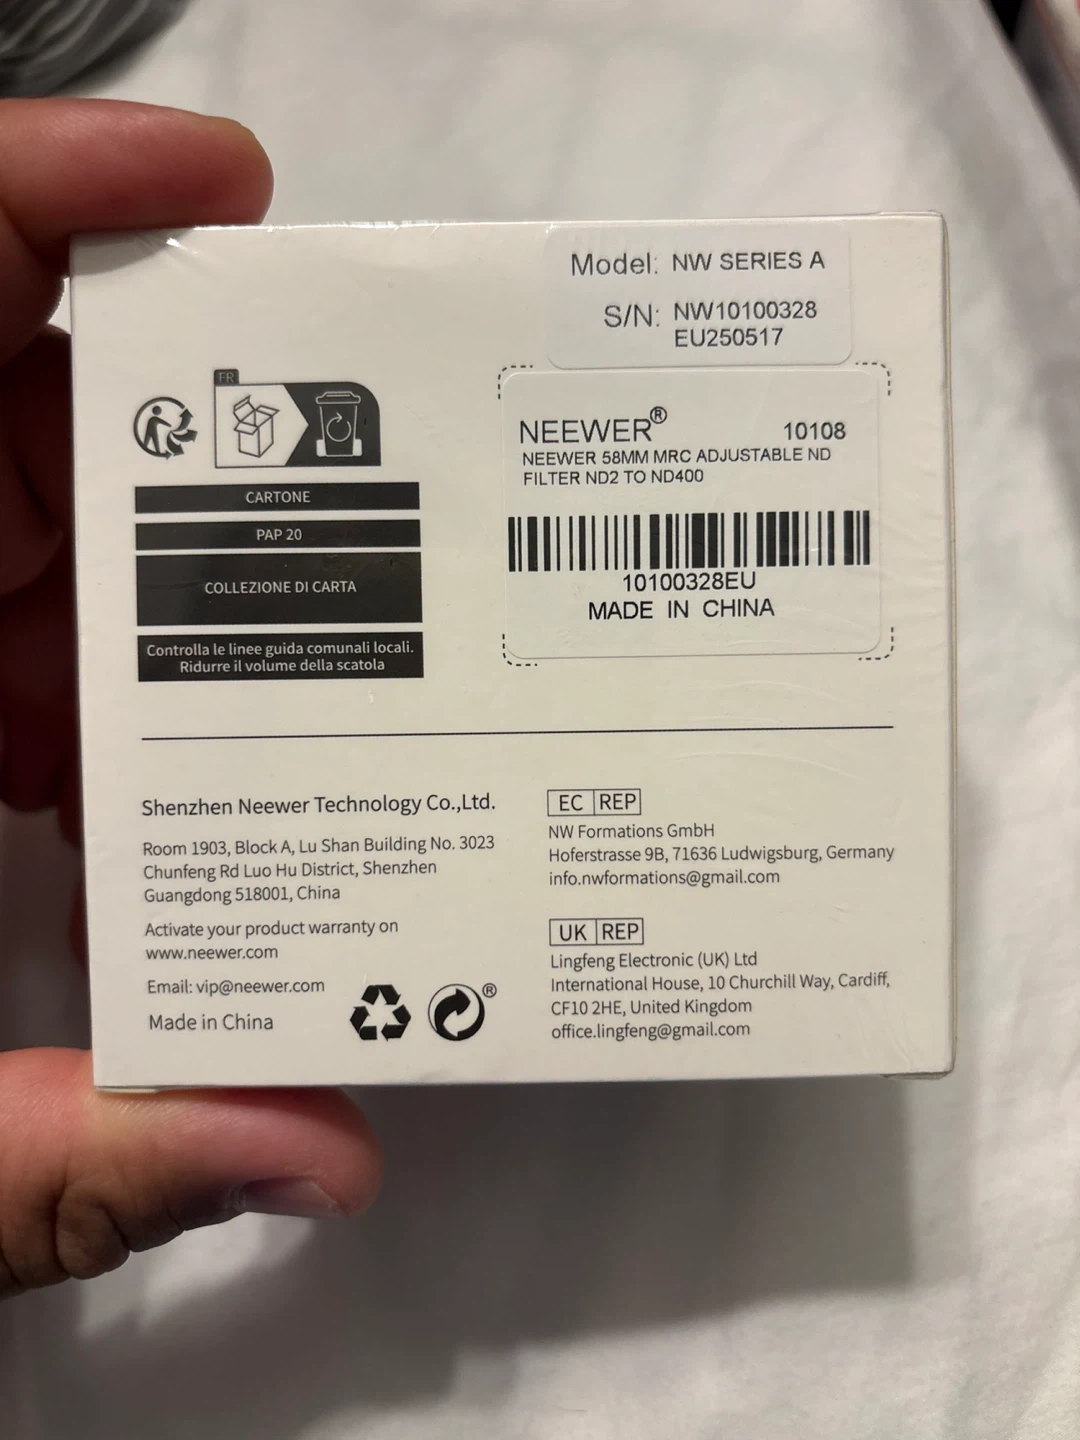 Model: NW SERIES A
S/N: NW10100328
EU250517
FR
CARTONE
PAP 20
COLLEZIONE DI CARTA
Controlla le linee guida comunali locali.
Ridurre il volume della scatola
NEEWER® 10108
NEEWER 58MM MRC ADJUSTABLE ND
FILTER ND2 TO ND400
10100328EU
MADE IN CHINA
Shenzhen Neewer Technology Co.,Ltd.
Room 1903, Block A, Lu Shan Building No. 3023
Chunfeng Rd Luo Hu District, Shenzhen
Guangdong 518001, China
Activate your product warranty on
www.neewer.com
Email: vip@neewer.com
Made in China
®
EC REP
NW Formations GmbH
Hoferstrasse 9B, 71636 Ludwigsburg, Germany
info.nwformations@gmail.com
UK REP
Lingfeng Electronic (UK) Ltd
International House, 10 Churchill Way, Cardiff,
CF10 2HE, United Kingdom
office.lingfeng@gmail.com